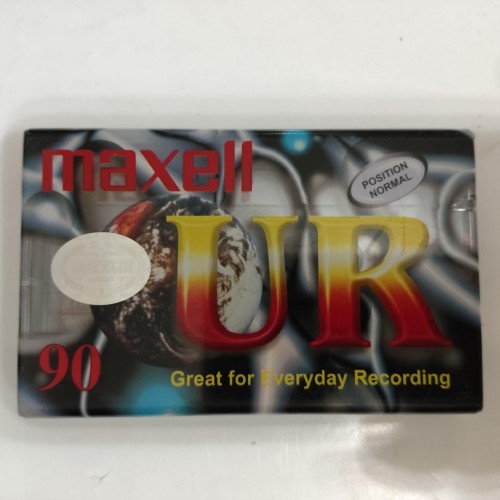 maxell
POSITION
NORMAL
UR
90
Great for Everyday Recording